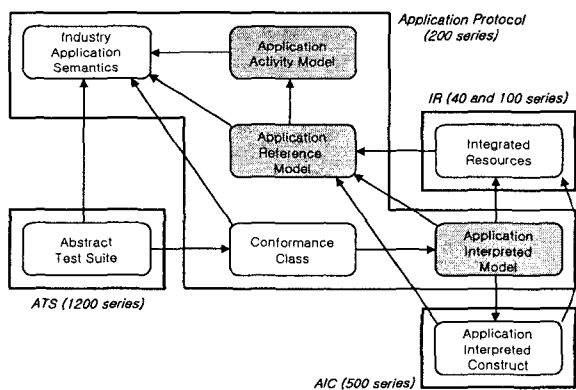 Application Protocol
(200 series)
Industry
Application
Semantics
Application
Activity Model
IR (40 and 100 series)
Application
Reference
Model
Integrated
Resources
Abstract
Test Suite
Conformance
Class
Application
Interpreted
Model
ATS (1200 series)
Application
Interpreted
Construct
AIC (500 series)